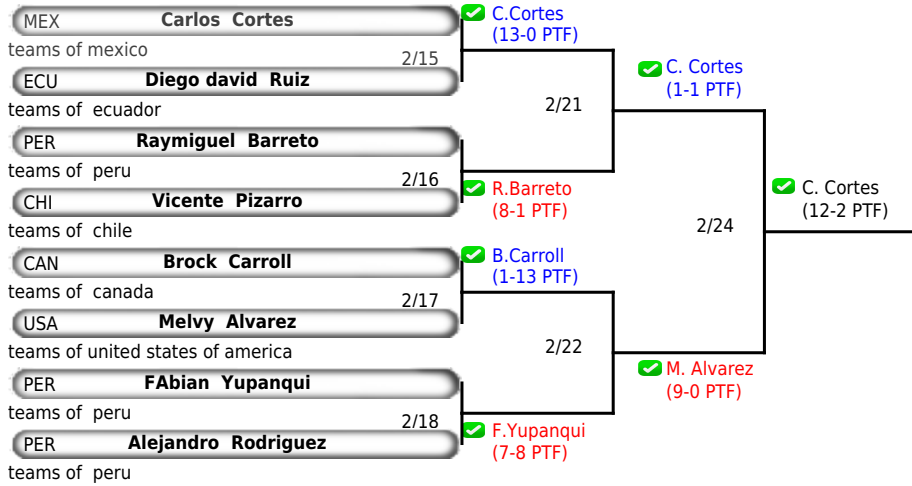 MEX Carlos Cortes
teams of mexico
2/15
ECU Diego david Ruiz
teams of ecuador
C.Cortes
(13-0 PTF)
PER Raymiguel Barreto
teams of peru
2/16
CHI Vicente Pizarro
teams of chile
R.Barreto
(8-1 PTF)
2/21
C. Cortes
(1-1 PTF)
CAN Brock Carroll
teams of canada
2/17
USA Melvy Alvarez
teams of united states of america
B.Carroll
(1-13 PTF)
PER FAbian Yupanqui
teams of peru
2/18
PER Alejandro Rodriguez
teams of peru
F.Yupanqui
(7-8 PTF)
2/22
M. Alvarez
(9-0 PTF)
2/24
C. Cortes
(12-2 PTF)